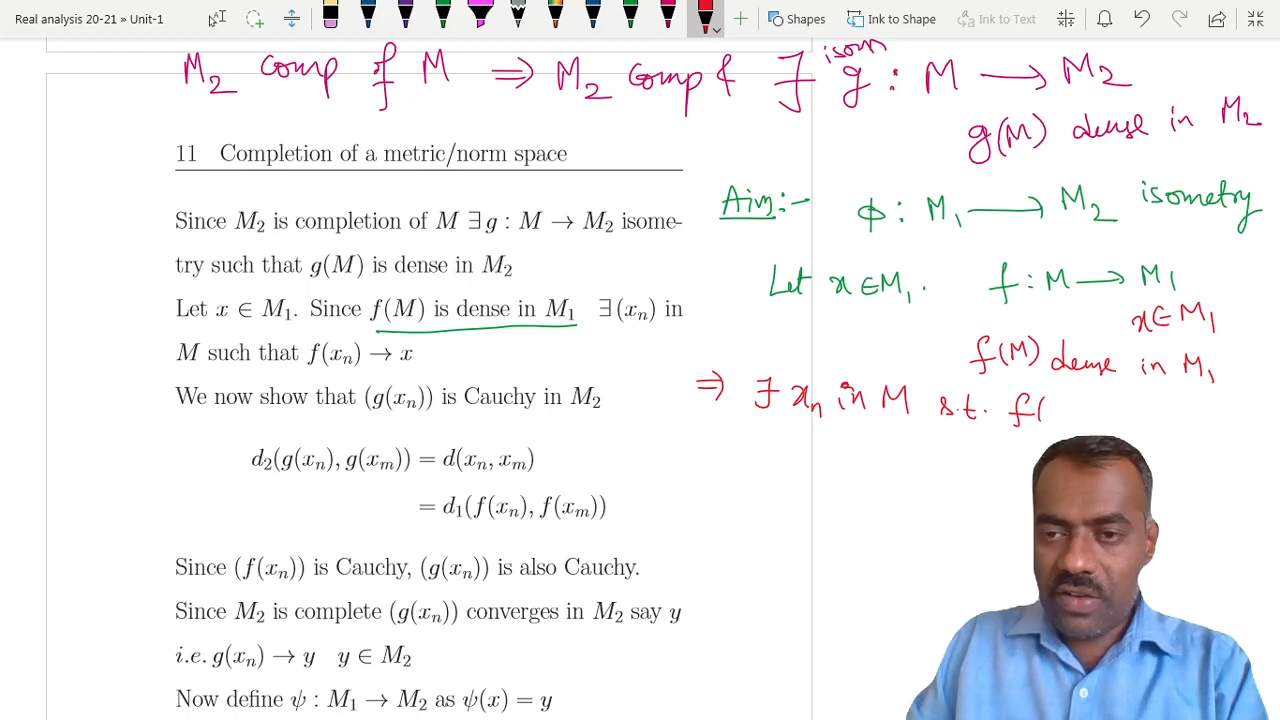 Real analysis 20-21 » Unit-1
Shapes
Ink to Shape
Ink to Text
M₂ comp of M ⇒ M₂ comp & ∃ isom g : M → M₂
g(M) dense in M₂
11 Completion of a metric/norm space
Since M₂ is completion of M ∃ g : M → M₂ isome-
try such that g(M) is dense in M₂
Let x ∈ M₁. Since f(M) is dense in M₁ ∃ (xₙ) in
M such that f(xₙ) → x
We now show that (g(xₙ)) is Cauchy in M₂
d₂(g(xₙ), g(xₘ)) = d(xₙ, xₘ)
= d₁(f(xₙ), f(xₘ))
Since (f(xₙ)) is Cauchy, (g(xₙ)) is also Cauchy.
Since M₂ is complete (g(xₙ)) converges in M₂ say y
i.e. g(xₙ) → y y ∈ M₂
Now define ψ : M₁ → M₂ as ψ(x) = y
Aim:- φ : M₁ → M₂ isometry
Let x ∈ M₁. f : M → M₁
x ∈ M₁
f(M) dense in M₁
⇒ ∃ xₙ in M s.t. f(